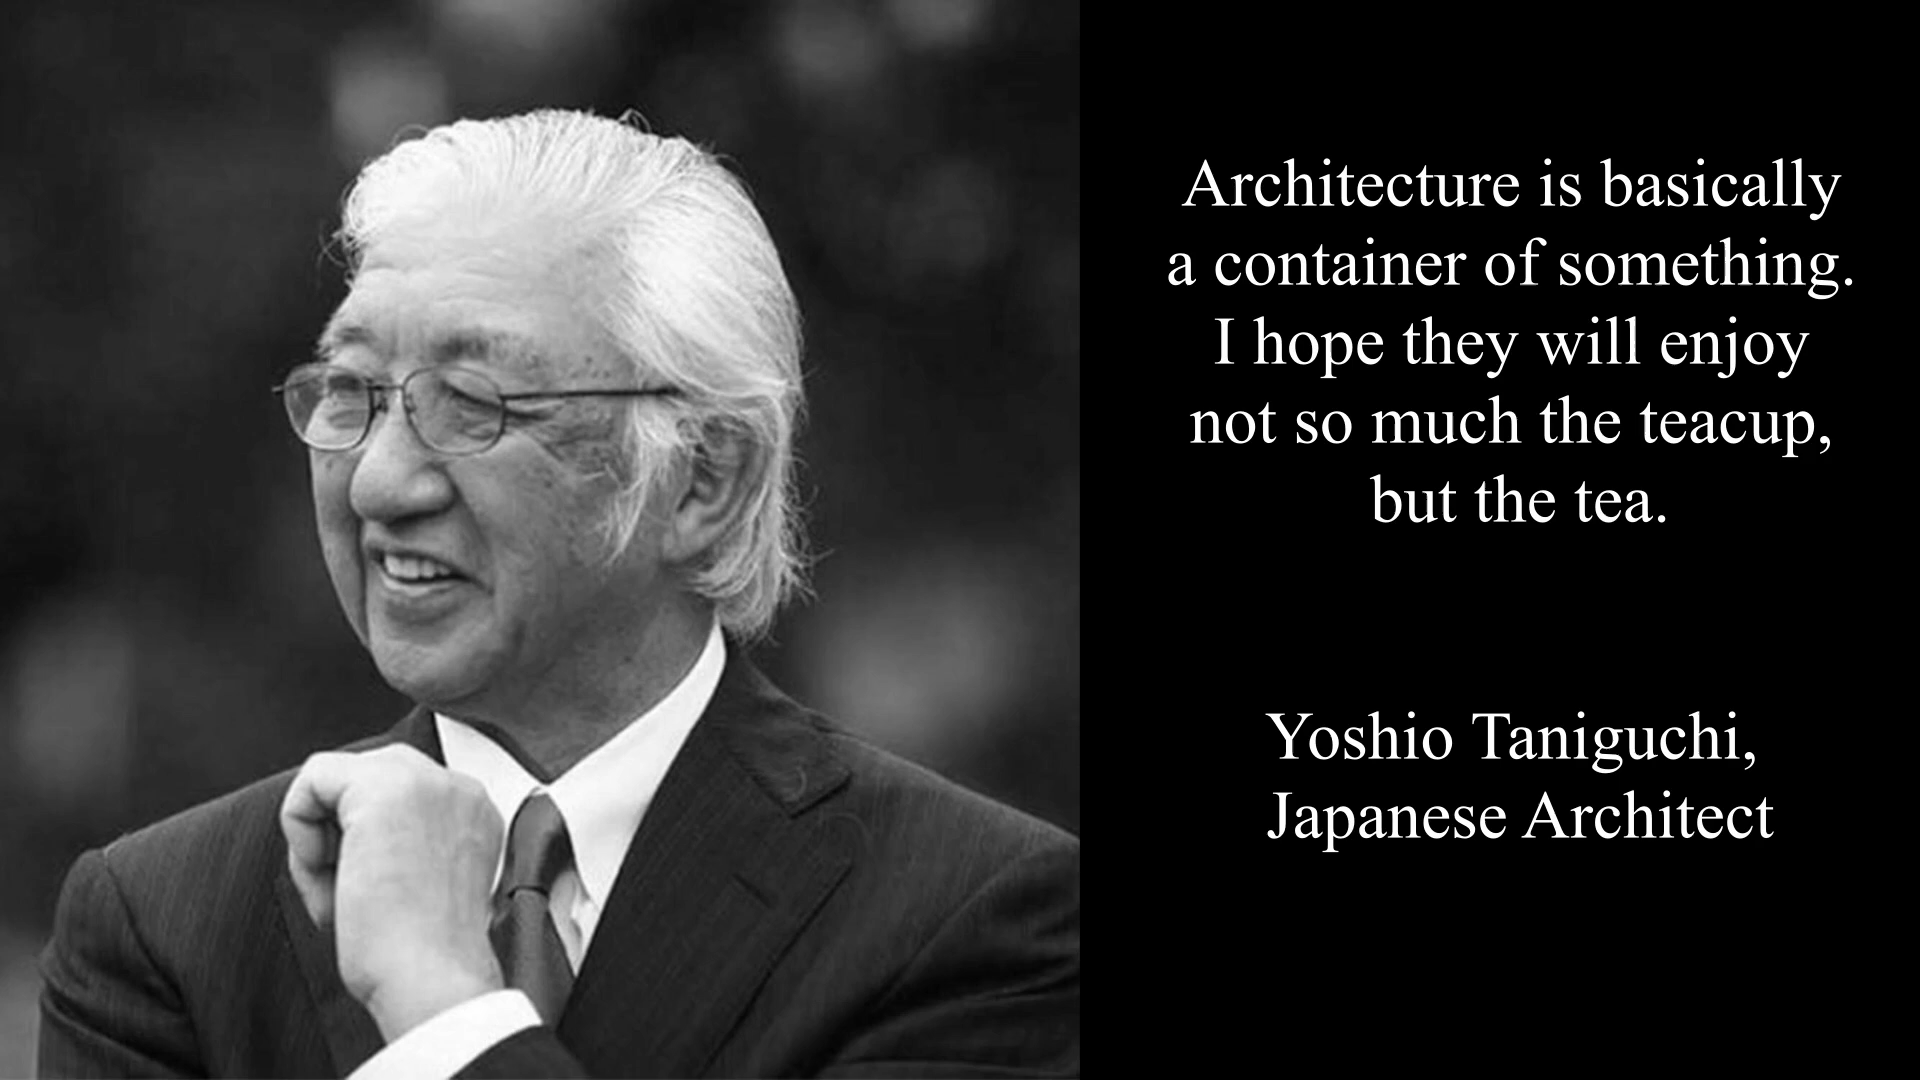 Architecture is basically
a container of something.
I hope they will enjoy
not so much the teacup,
but the tea.
Yoshio Taniguchi,
Japanese Architect